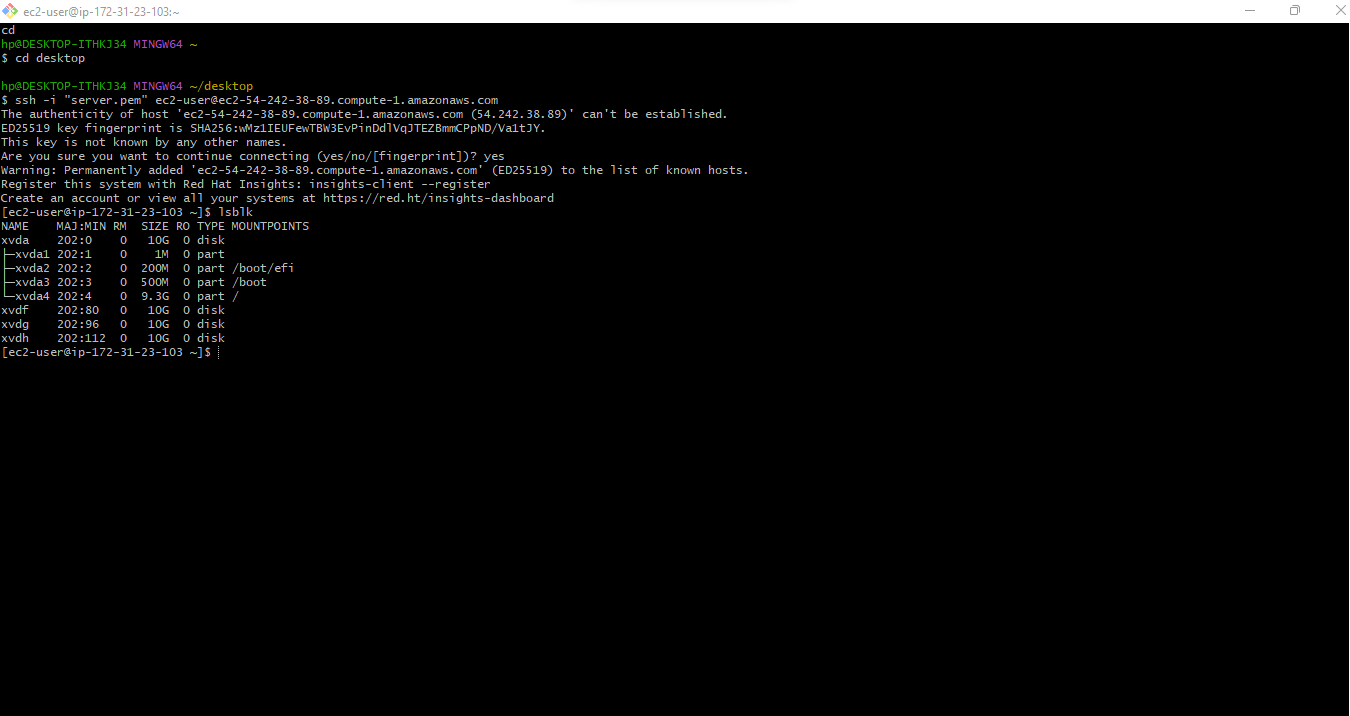 ec2-user@ip-172-31-23-103:~
cd
hp@DESKTOP-ITHKJ34 MINGW64 ~
$ cd desktop
hp@DESKTOP-ITHKJ34 MINGW64 ~/desktop
$ ssh -i "server.pem" ec2-user@ec2-54-242-38-89.compute-1.amazonaws.com
The authenticity of host 'ec2-54-242-38-89.compute-1.amazonaws.com (54.242.38.89)' can't be established.
ED25519 key fingerprint is SHA256:wMz1IEUFewTBW3EvPinDdlVqJTEZBmmCPpND/Va1tJY.
This key is not known by any other names.
Are you sure you want to continue connecting (yes/no/[fingerprint])? yes
Warning: Permanently added 'ec2-54-242-38-89.compute-1.amazonaws.com' (ED25519) to the list of known hosts.
Register this system with Red Hat Insights: insights-client --register
Create an account or view all your systems at https://red.ht/insights-dashboard
[ec2-user@ip-172-31-23-103 ~]$ lsblk
NAME    MAJ:MIN RM  SIZE RO TYPE MOUNTPOINTS
xvda    202:0    0   10G  0 disk
├─xvda1 202:1    0    1M  0 part
├─xvda2 202:2    0  200M  0 part /boot/efi
├─xvda3 202:3    0  500M  0 part /boot
└─xvda4 202:4    0  9.3G  0 part /
xvdf    202:80   0   10G  0 disk
xvdg    202:96   0   10G  0 disk
xvdh    202:112  0   10G  0 disk
[ec2-user@ip-172-31-23-103 ~]$